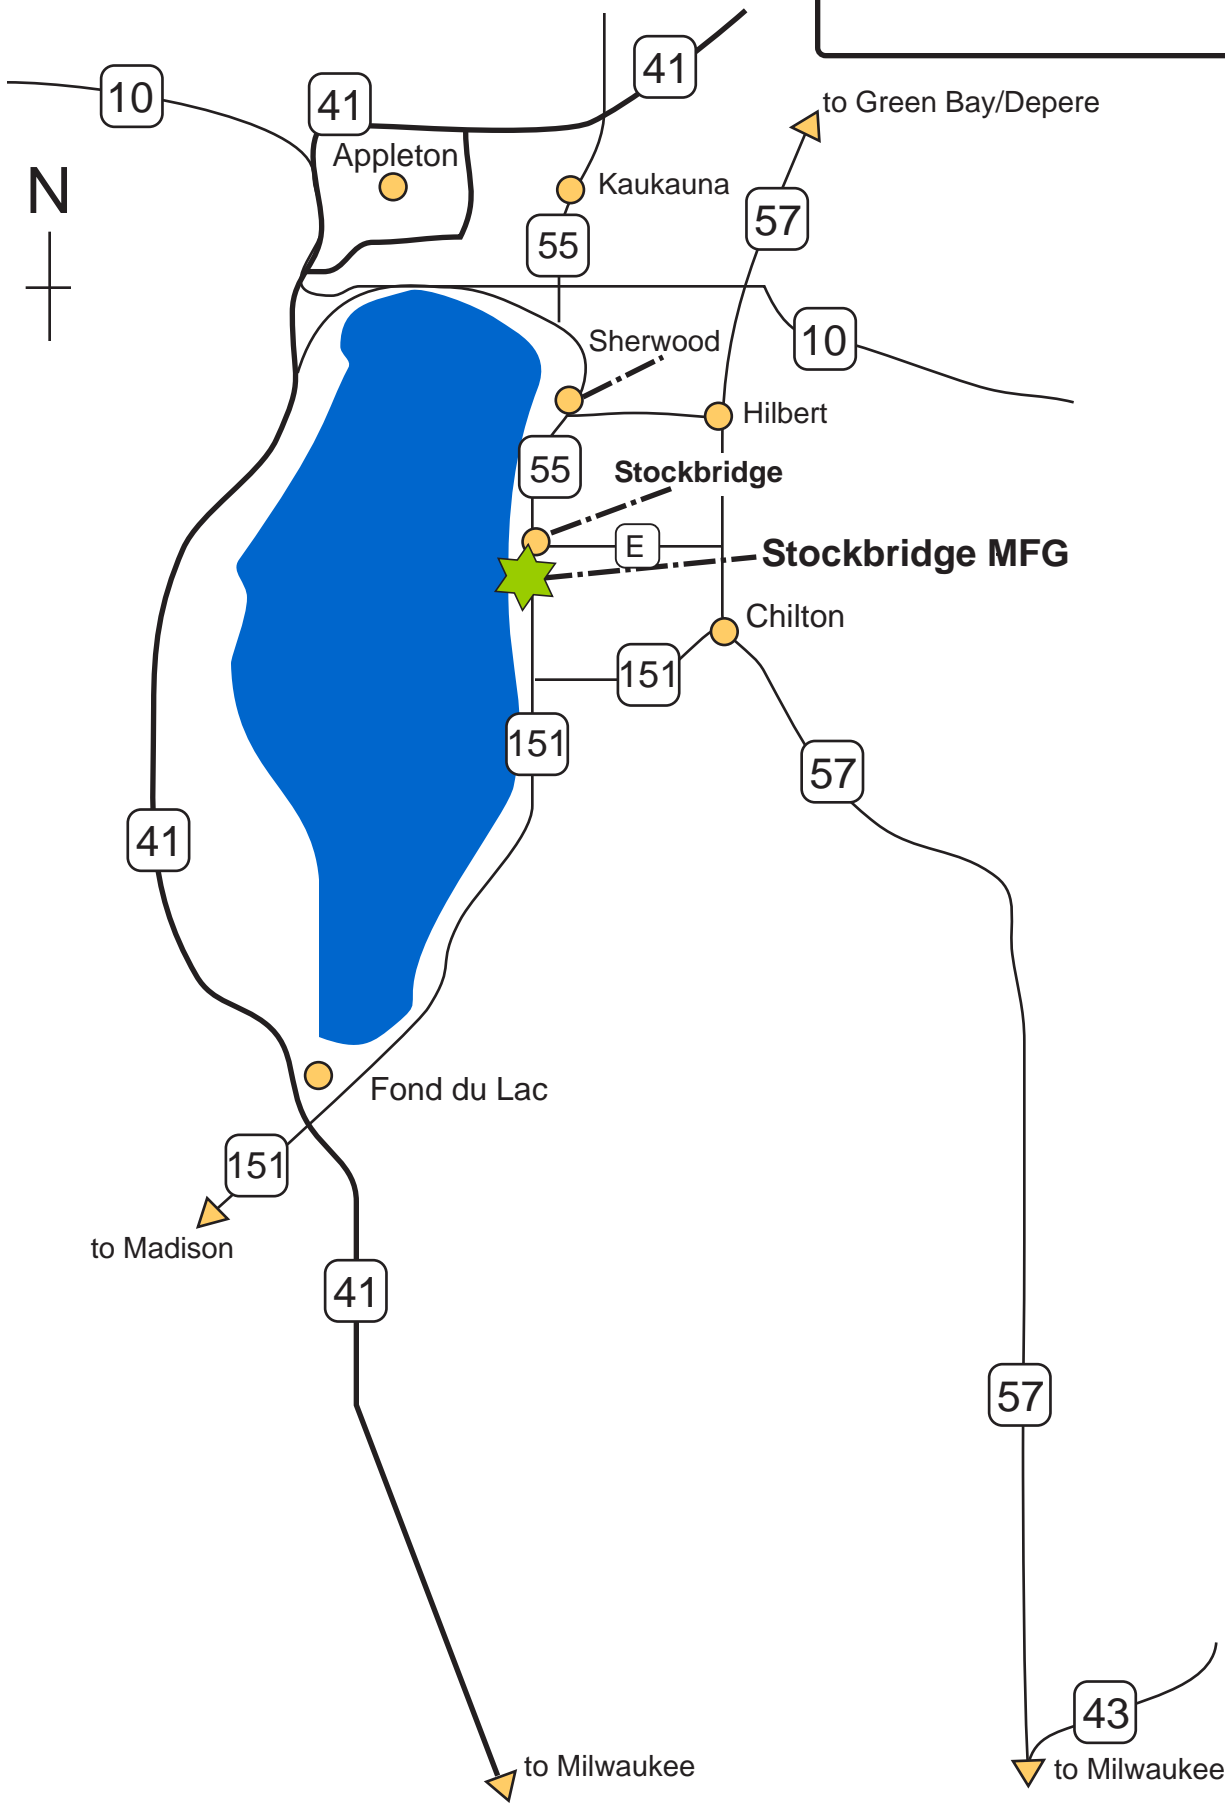 41
10
41
to Green Bay/Depere
Appleton
N
Kaukauna
57
55
Sherwood
10
Hilbert
55
Stockbridge
E
Stockbridge MFG
Chilton
151
151
57
41
Fond du Lac
151
to Madison
41
57
43
to Milwaukee
to Milwaukee